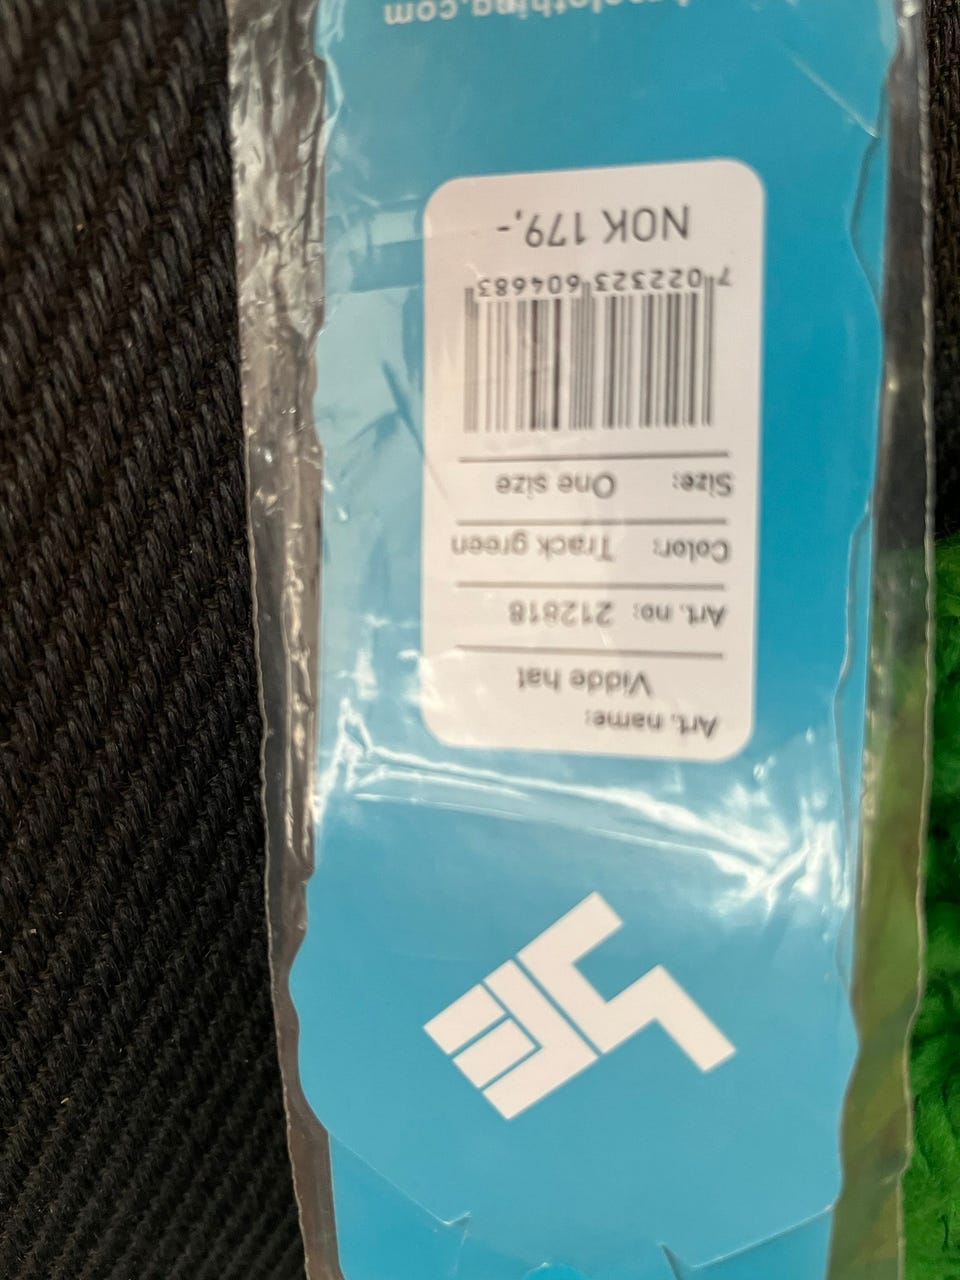 Art. name:
Vidde hat
Art. no: 212818
Color: Track green
Size: One size
7 022323 604683
NOK 179,-